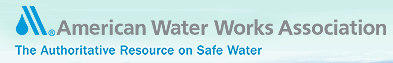 ®American Water Works Association
The Authoritative Resource on Safe Water